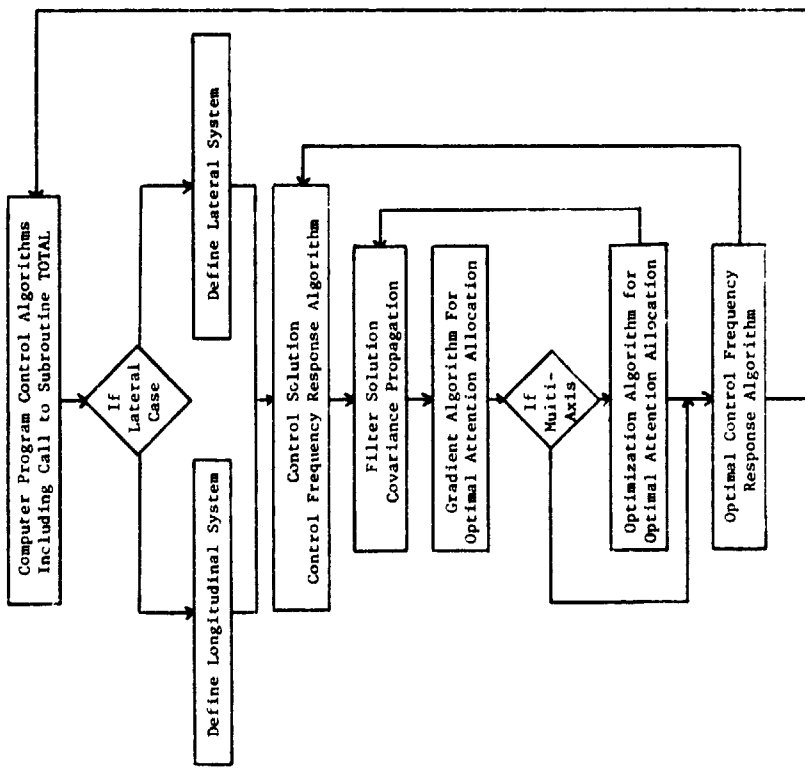 Computer Program Control Algorithms
Including Call to Subroutine TOTAL
If
Lateral
Case
Define Longitudinal System
Define Lateral System
Control Solution
Control Frequency Response Algorithm
Filter Solution
Covariance Propagation
Gradient Algorithm For
Optimal Attention Allocation
If
Multi-
Axis
Optimization Algorithm for
Optimal Attention Allocation
Optimal Control Frequency
Response Algorithm